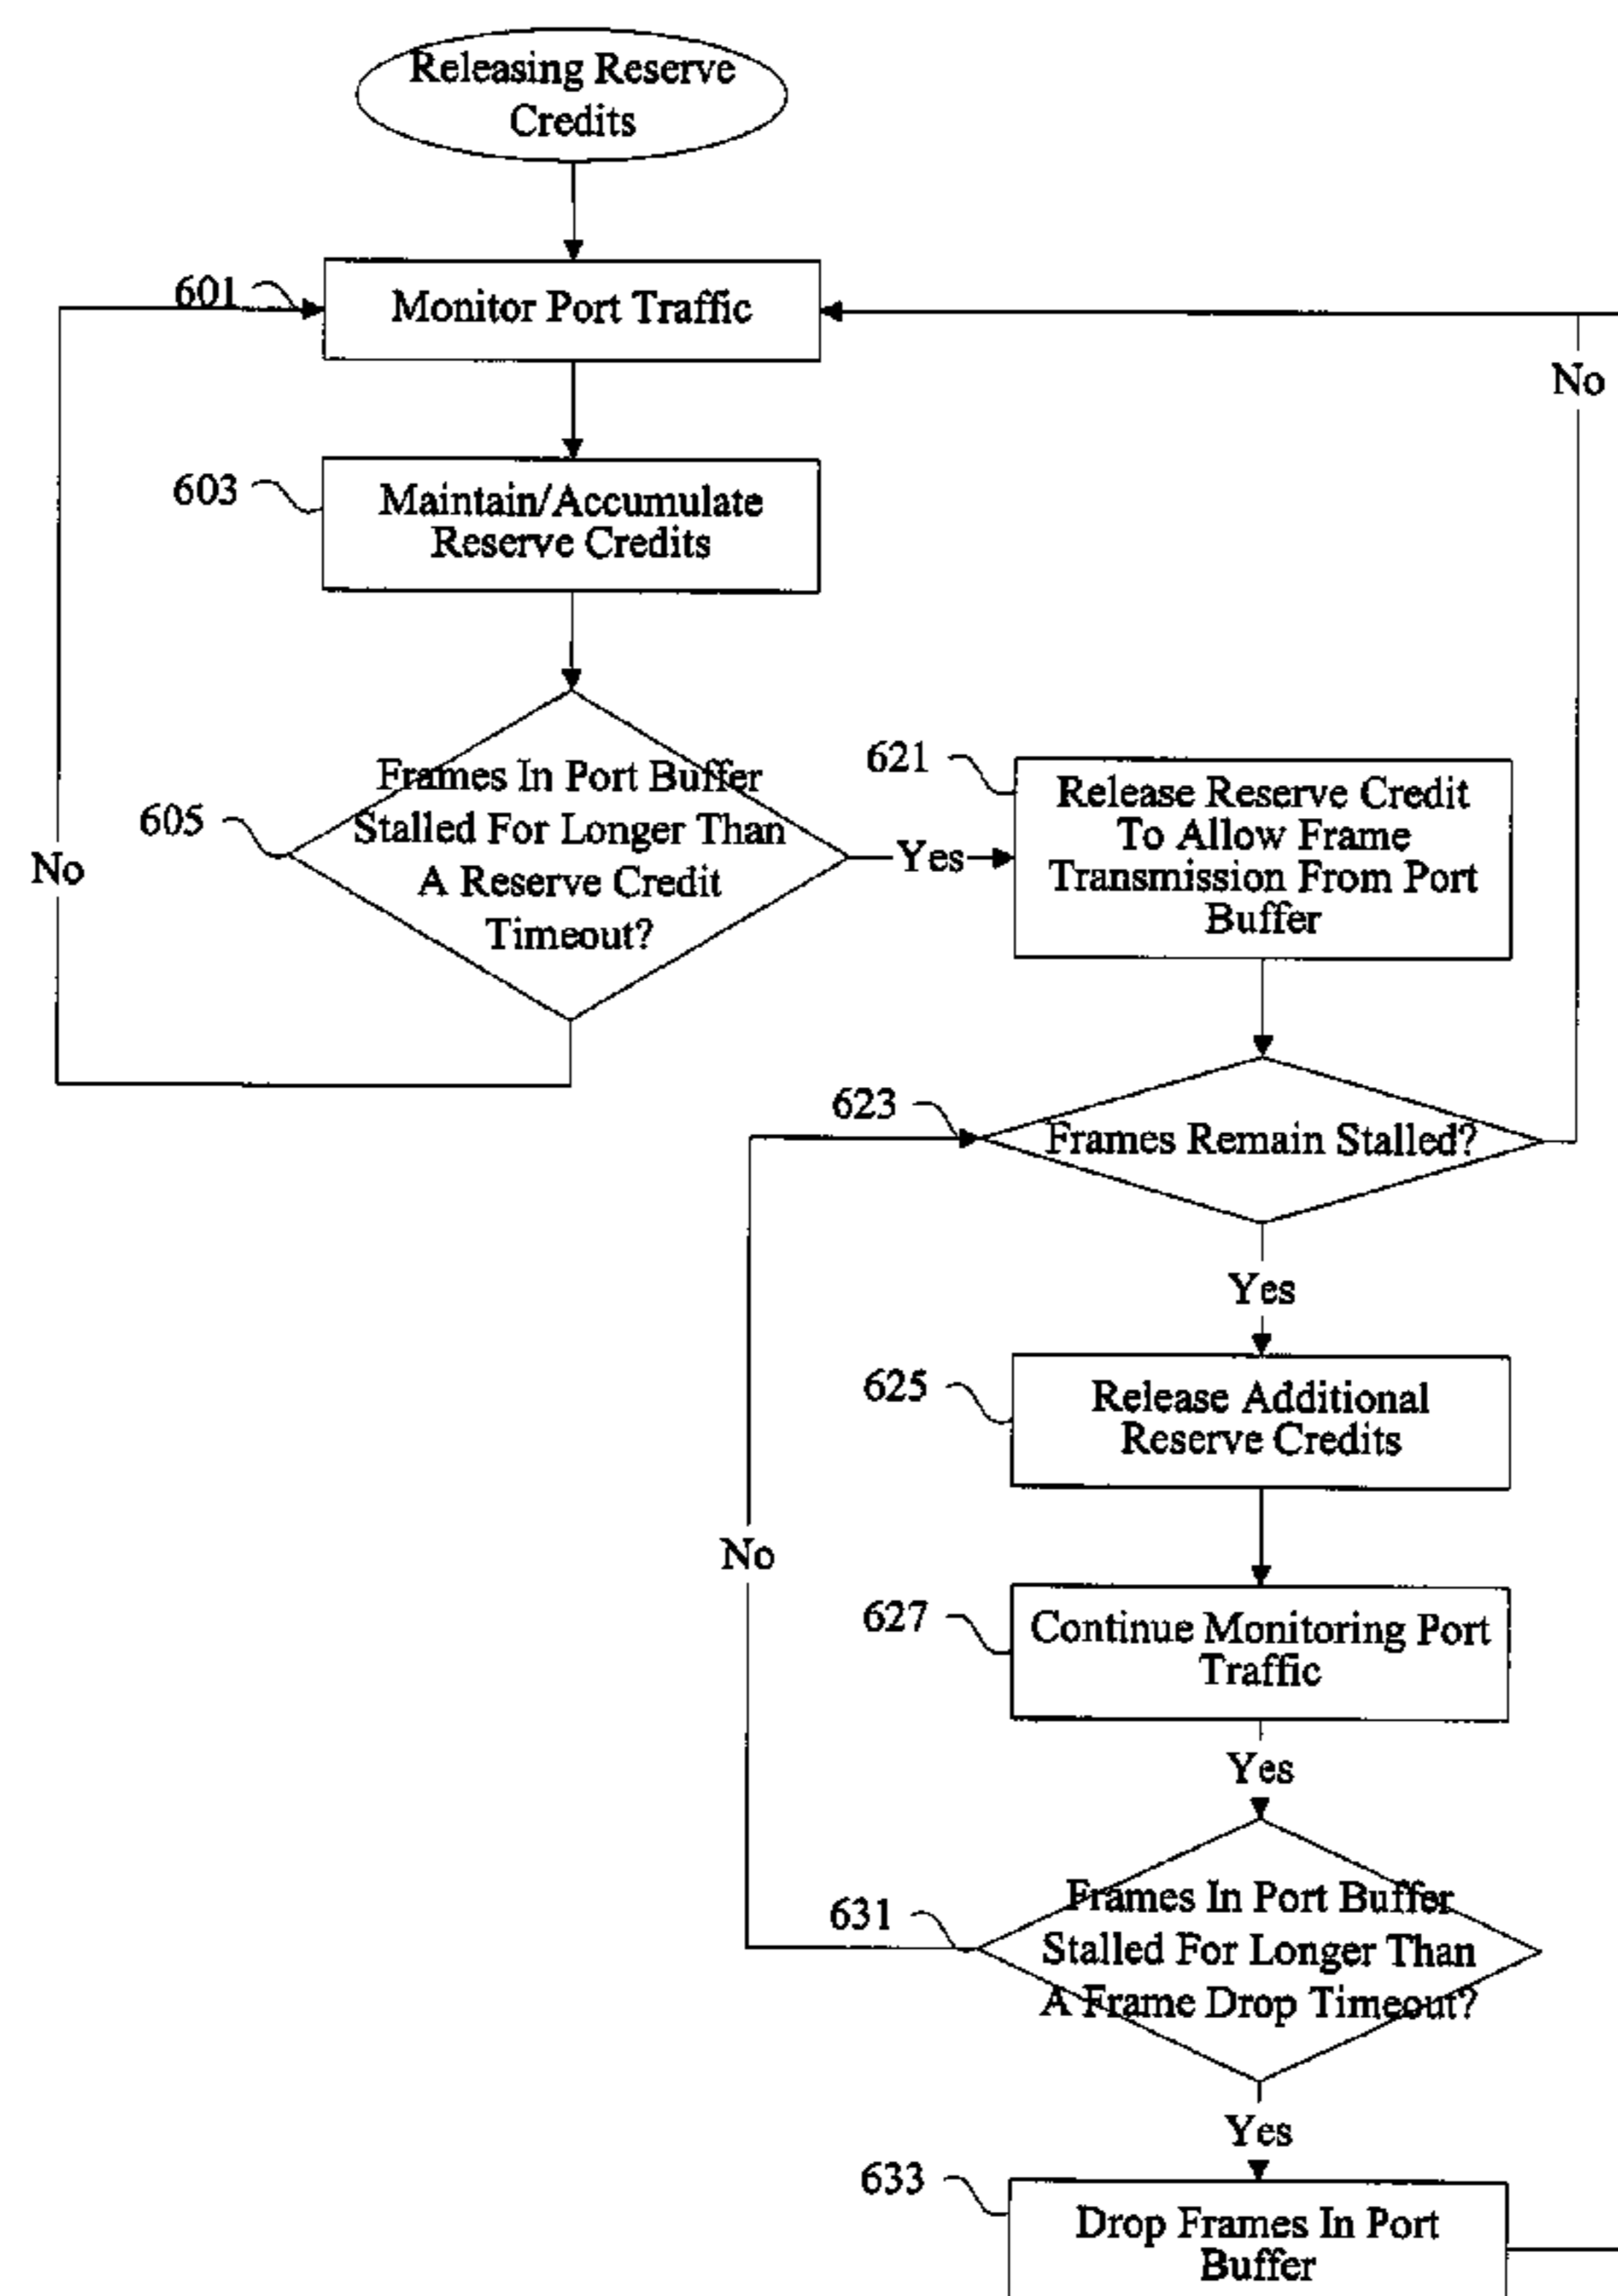 Releasing Reserve
Credits
601
Monitor Port Traffic
No
603
Maintain/Accumulate
Reserve Credits
605
Frames In Port Buffer
Stalled For Longer Than
A Reserve Credit
Timeout?
No
Yes
621
Release Reserve Credit
To Allow Frame
Transmission From Port
Buffer
623
Frames Remain Stalled?
Yes
625
Release Additional
Reserve Credits
No
627
Continue Monitoring Port
Traffic
Yes
631
Frames In Port Buffer
Stalled For Longer Than
A Frame Drop Timeout?
Yes
633
Drop Frames In Port
Buffer